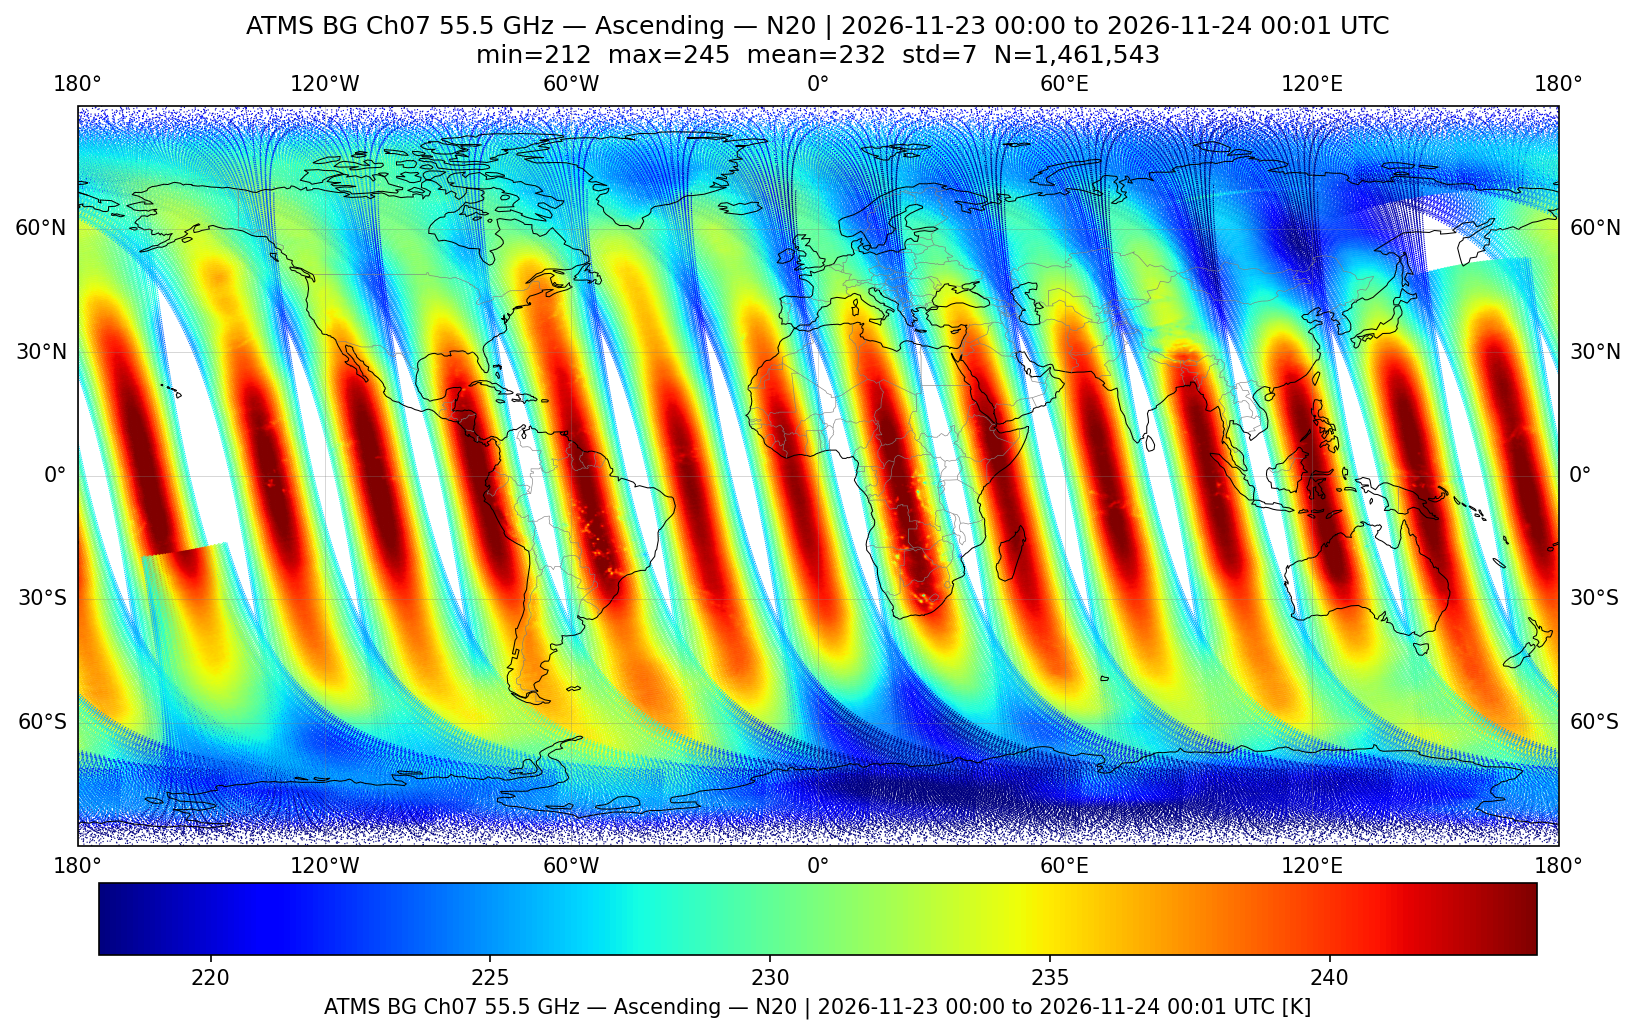 ATMS BG Ch07 55.5 GHz — Ascending — N20 | 2026-11-23 00:00 to 2026-11-24 00:01 UTC
min=212 max=245 mean=232 std=7 N=1,461,543
180° 120°W 60°W 0° 60°E 120°E 180°
60°N 60°N
30°N 30°N
0° 0°
30°S 30°S
60°S 60°S
180° 120°W 60°W 0° 60°E 120°E 180°
220 225 230 235 240
ATMS BG Ch07 55.5 GHz — Ascending — N20 | 2026-11-23 00:00 to 2026-11-24 00:01 UTC [K]